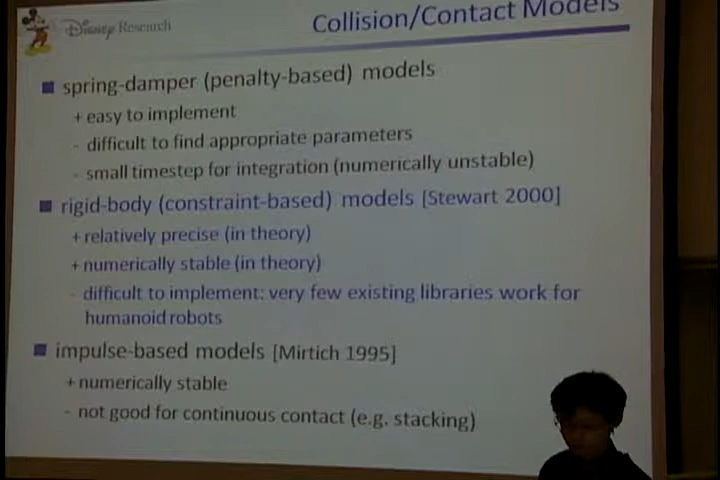 Disney Research
Collision/Contact Models
spring-damper (penalty-based) models
+ easy to implement
- difficult to find appropriate parameters
- small timestep for integration (numerically unstable)
rigid-body (constraint-based) models [Stewart 2000]
+ relatively precise (in theory)
+ numerically stable (in theory)
- difficult to implement: very few existing libraries work for
humanoid robots
impulse-based models [Mirtich 1995]
+ numerically stable
- not good for continuous contact (e.g. stacking)